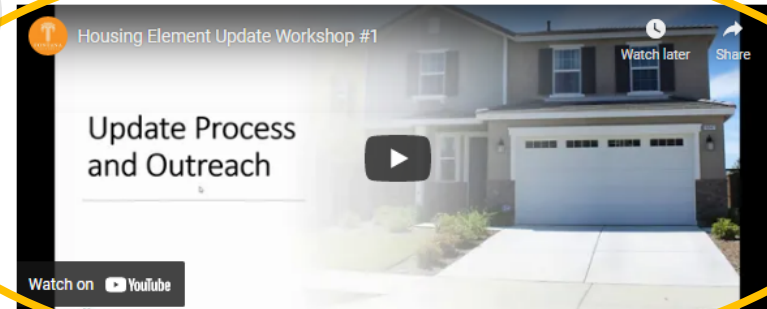 Housing Element Update Workshop #1
Watch later
Share
Update Process
and Outreach
Watch on YouTube